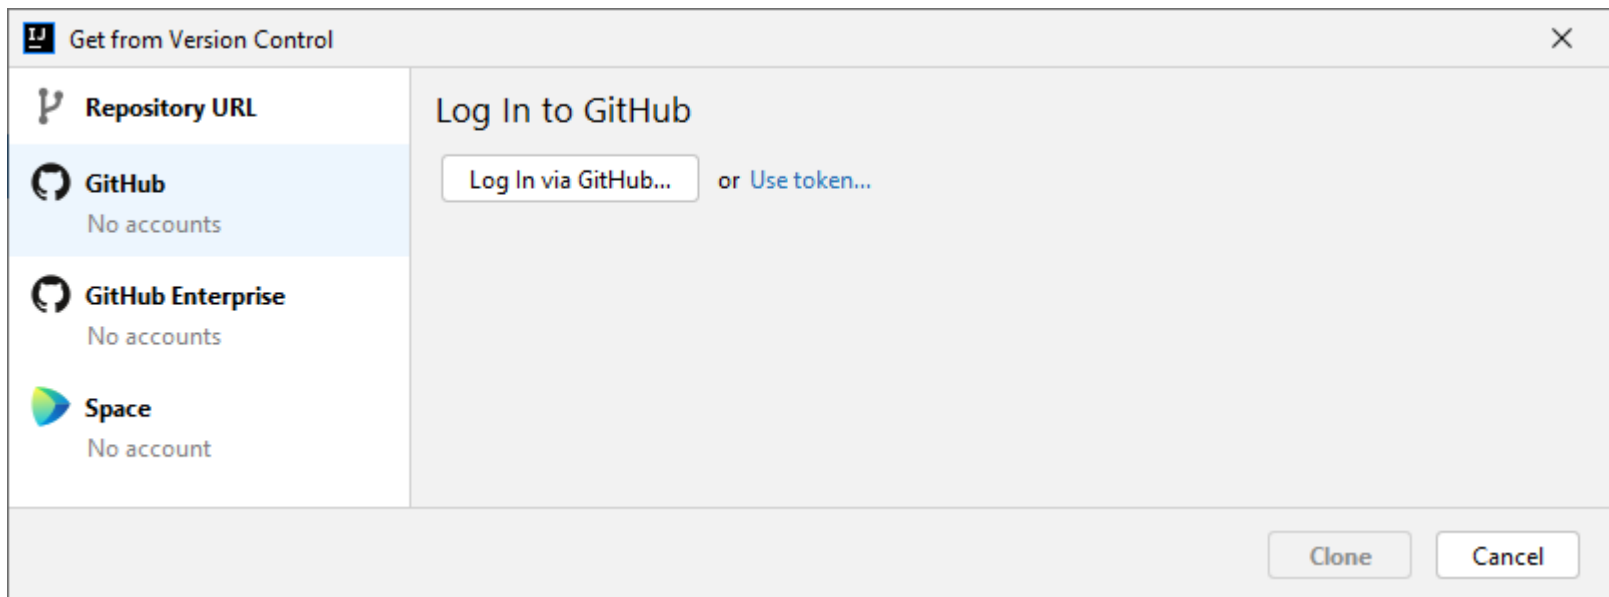 IJ
Get from Version Control
Repository URL
GitHub
No accounts
GitHub Enterprise
No accounts
Space
No account
Log In to GitHub
Log In via GitHub... or Use token...
Clone Cancel